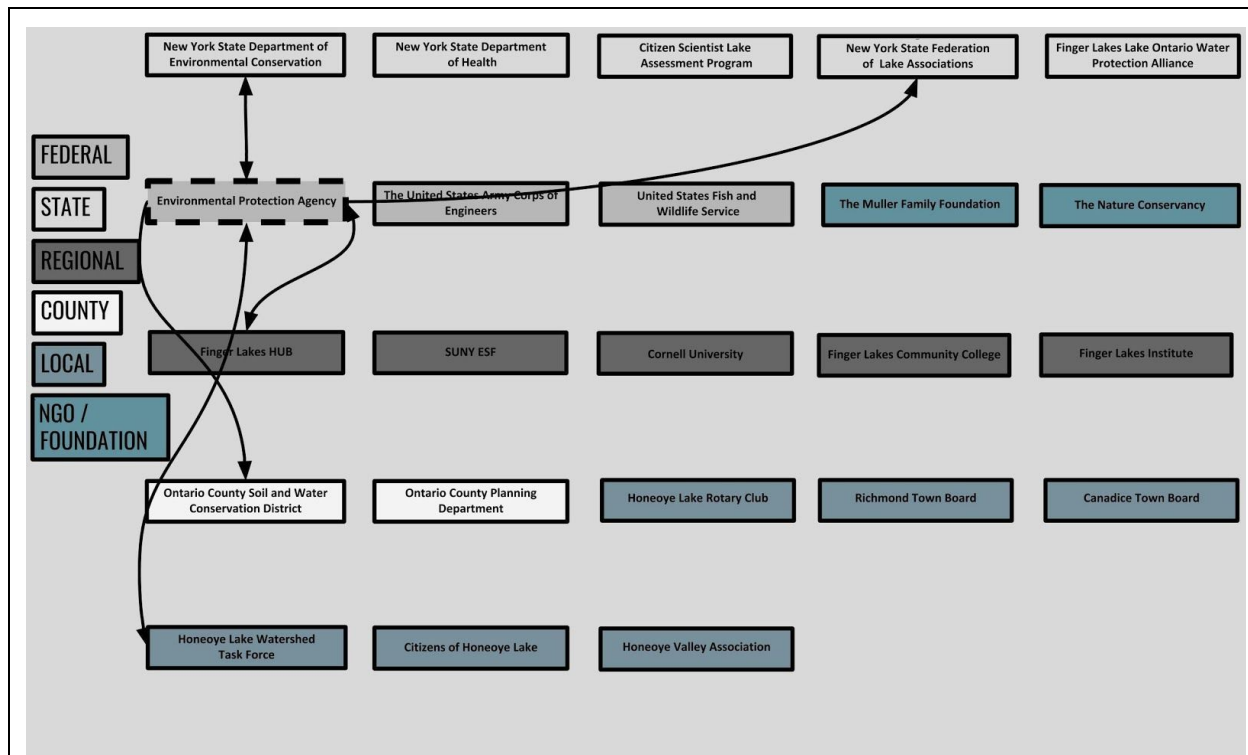 New York State Department of
Environmental Conservation
New York State Department
of Health
Citizen Scientist Lake
Assessment Program
New York State Federation
of Lake Associations
Finger Lakes Lake Ontario Water
Protection Alliance
FEDERAL
STATE
REGIONAL
COUNTY
LOCAL
NGO /
FOUNDATION
Environmental Protection Agency
The United States Army Corps of
Engineers
United States Fish and
Wildlife Service
The Muller Family Foundation
The Nature Conservancy
Finger Lakes HUB
SUNY ESF
Cornell University
Finger Lakes Community College
Finger Lakes Institute
Ontario County Soil and Water
Conservation District
Ontario County Planning
Department
Honeoye Lake Rotary Club
Richmond Town Board
Canadice Town Board
Honeoye Lake Watershed
Task Force
Citizens of Honeoye Lake
Honeoye Valley Association